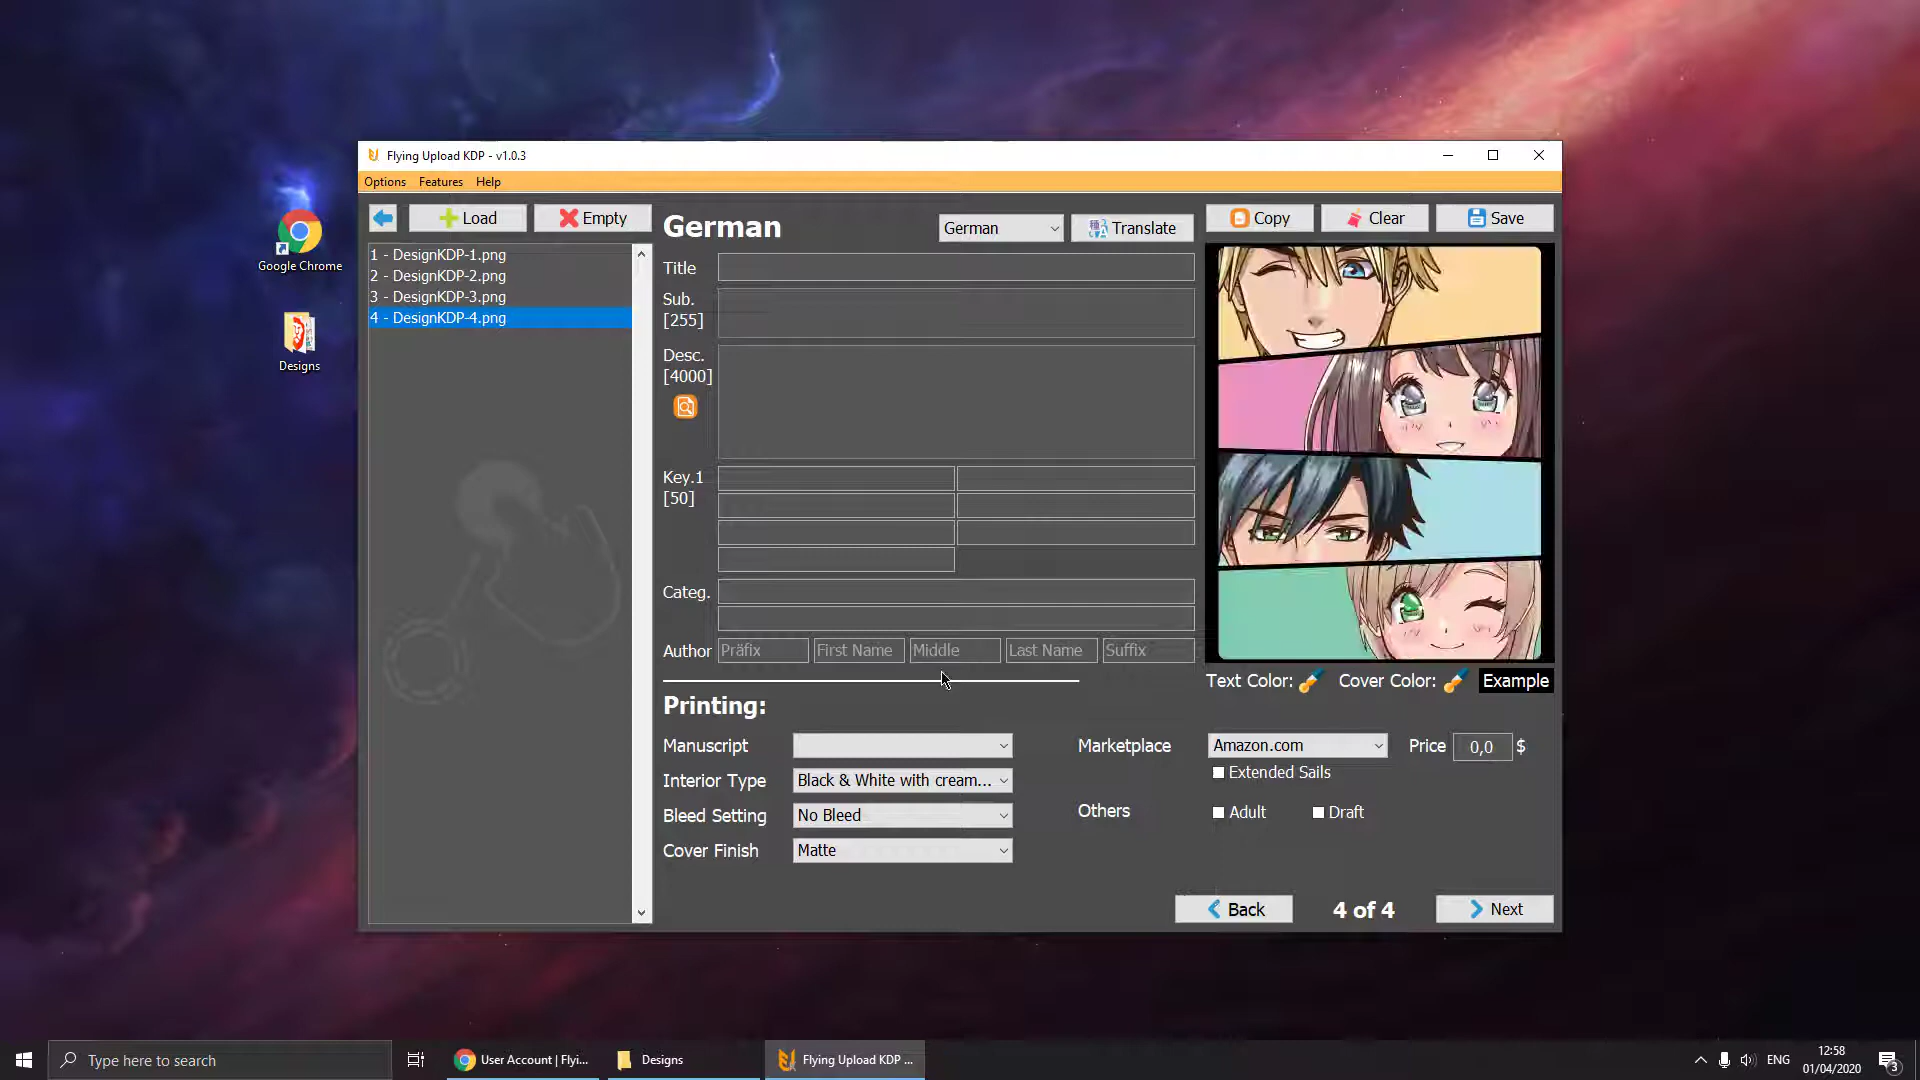 Google Chrome
Designs
Flying Upload KDP - v1.0.3
Options Features Help
Load Empty
1 - DesignKDP-1.png
2 - DesignKDP-2.png
3 - DesignKDP-3.png
4 - DesignKDP-4.png
German German Translate
Title
Sub.
[255]
Desc.
[4000]
Key.1
[50]
Categ.
Author Präfix First Name Middle Last Name Suffix
Copy Clear Save
Text Color: Cover Color: Example
Printing:
Manuscript
Interior Type Black & White with cream...
Bleed Setting No Bleed
Cover Finish Matte
Marketplace Amazon.com Price 0,0 $
Extended Sails
Others Adult Draft
Back 4 of 4 Next
Type here to search
User Account | Flyi...
Designs
Flying Upload KDP ...
ENG
12:58
01/04/2020
3